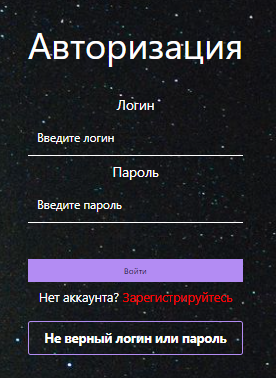 Авторизация
Логин
Введите логин
Пароль
Введите пароль
Войти
Нет аккаунта? Зарегистрируйтесь
Не верный логин или пароль